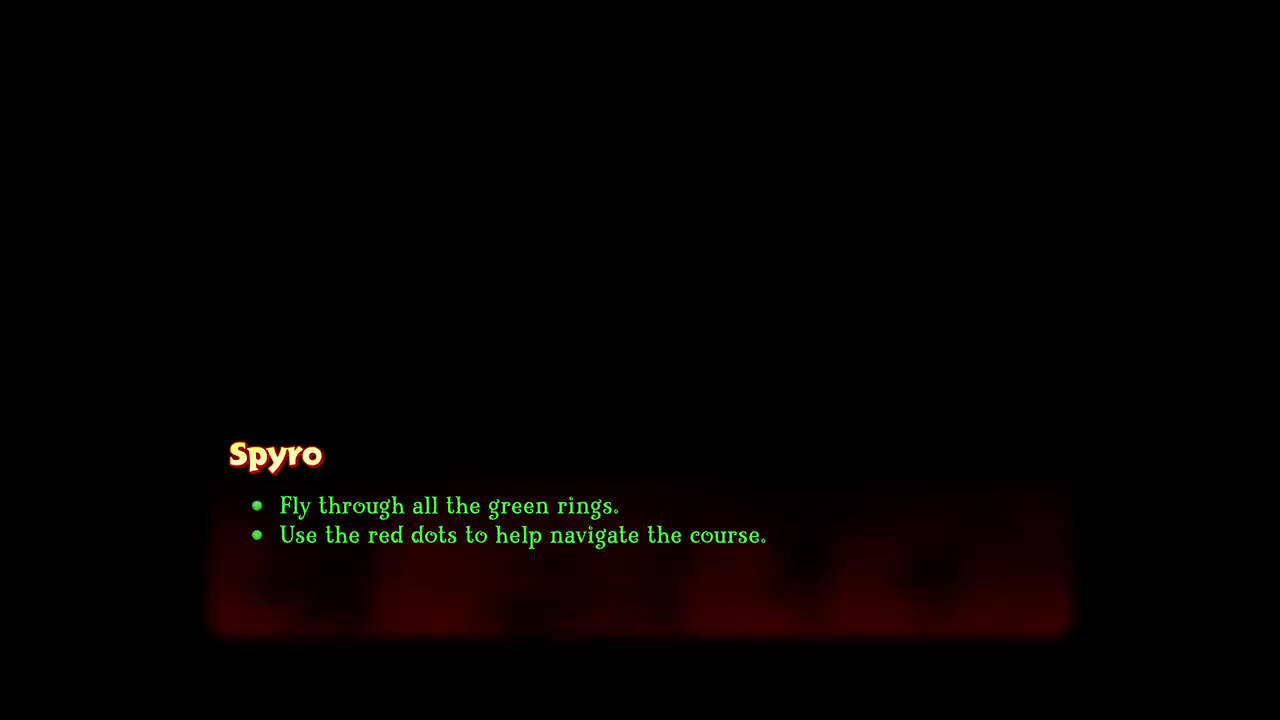 Spyro
Fly through all the green rings.
Use the red dots to help navigate the course.